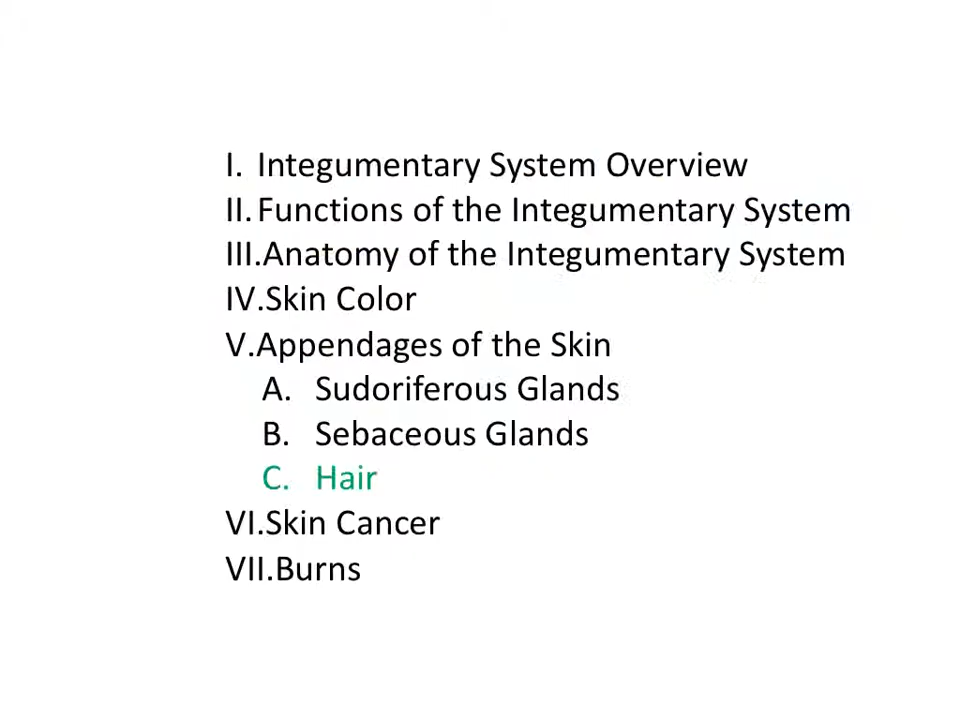 I. Integumentary System Overview
II. Functions of the Integumentary System
III.Anatomy of the Integumentary System
IV.Skin Color
V.Appendages of the Skin
A. Sudoriferous Glands
B. Sebaceous Glands
C. Hair
VI.Skin Cancer
VII.Burns